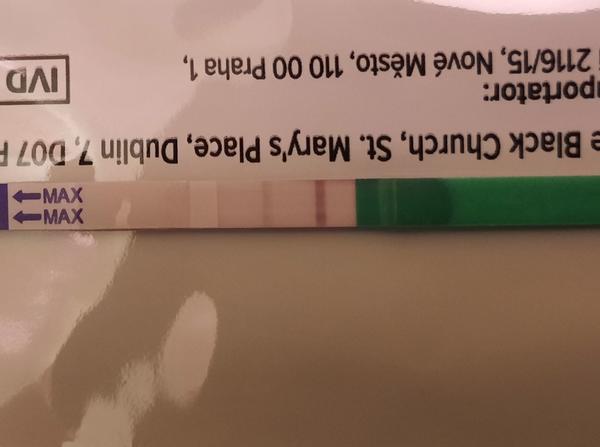 Black Church, St. Mary's Place, Dublin 7, D07
portator:
2116/15, Nové Město, 110 00 Praha 1,
IVD
←MAX
←MAX